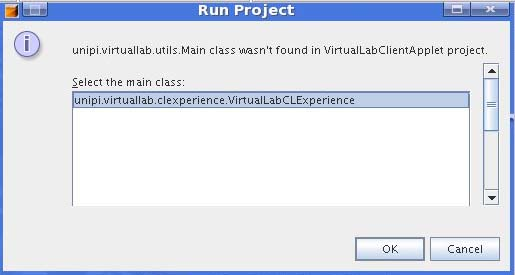 Run Project
unipi.virtuallab.utils.Main class wasn't found in VirtualLabClientApplet project.
Select the main class:
unipi.virtuallab.clexperience.VirtualLabCLExperience
OK
Cancel